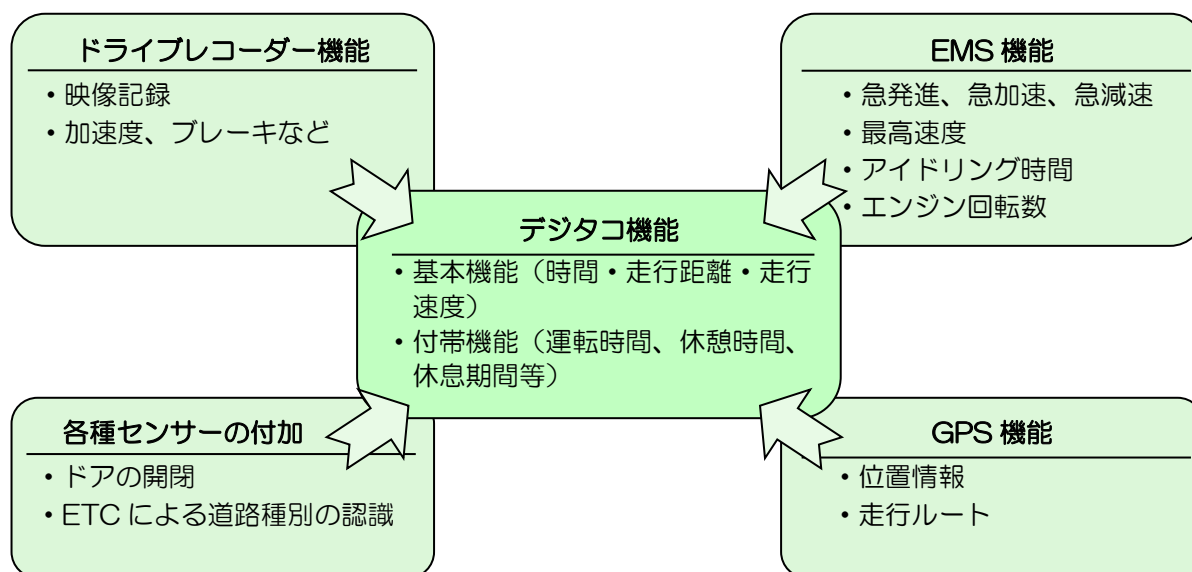 ドライブレコーダー機能
・映像記録
・加速度、ブレーキなど
EMS 機能
・急発進、急加速、急減速
・最高速度
・アイドリング時間
・エンジン回転数
デジタコ機能
・基本機能（時間・走行距離・走行
速度）
・付帯機能（運転時間、休憩時間、
休息期間等）
各種センサーの付加
・ドアの開閉
・ETC による道路種別の認識
GPS 機能
・位置情報
・走行ルート